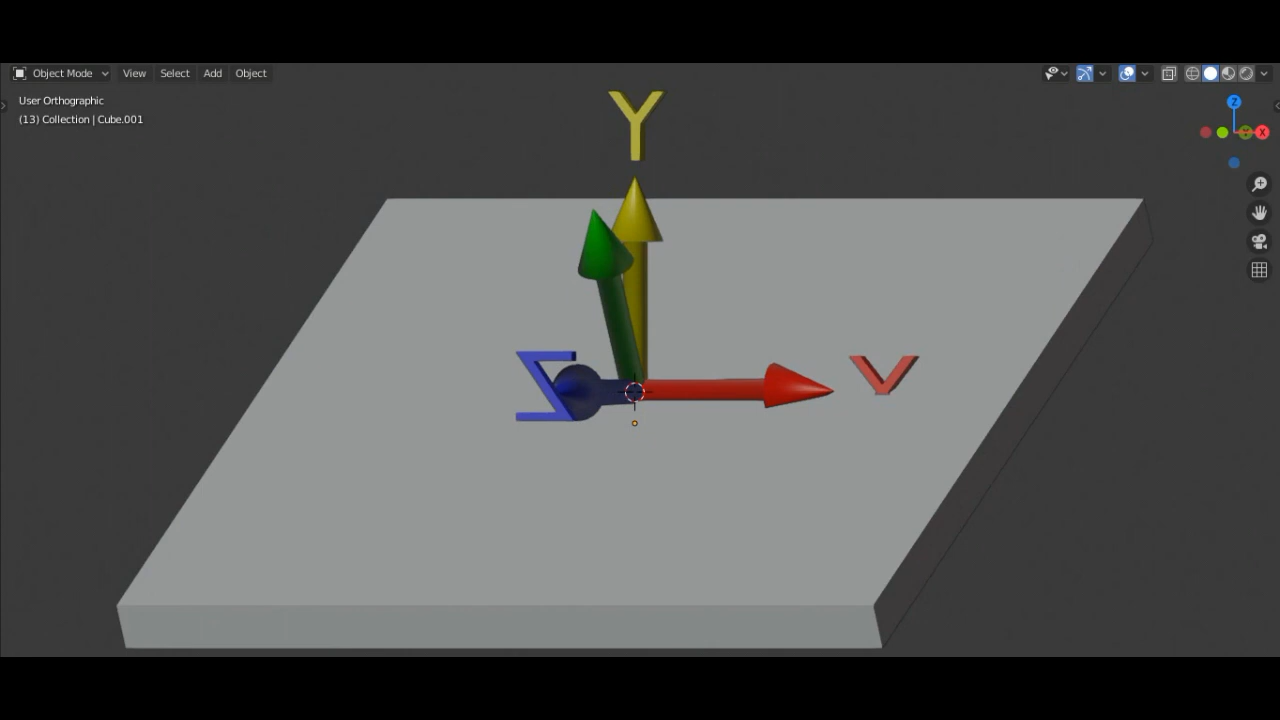 Object Mode View Select Add Object
User Orthographic
(13) Collection | Cube.001
Z
X
Y
Z